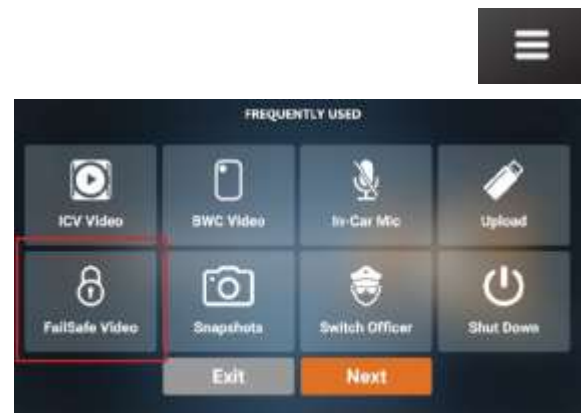 FREQUENTLY USED
ICV Video BWC Video In-Car Mic Upload
FailSafe Video Snapshots Switch Officer Shut Down
Exit Next